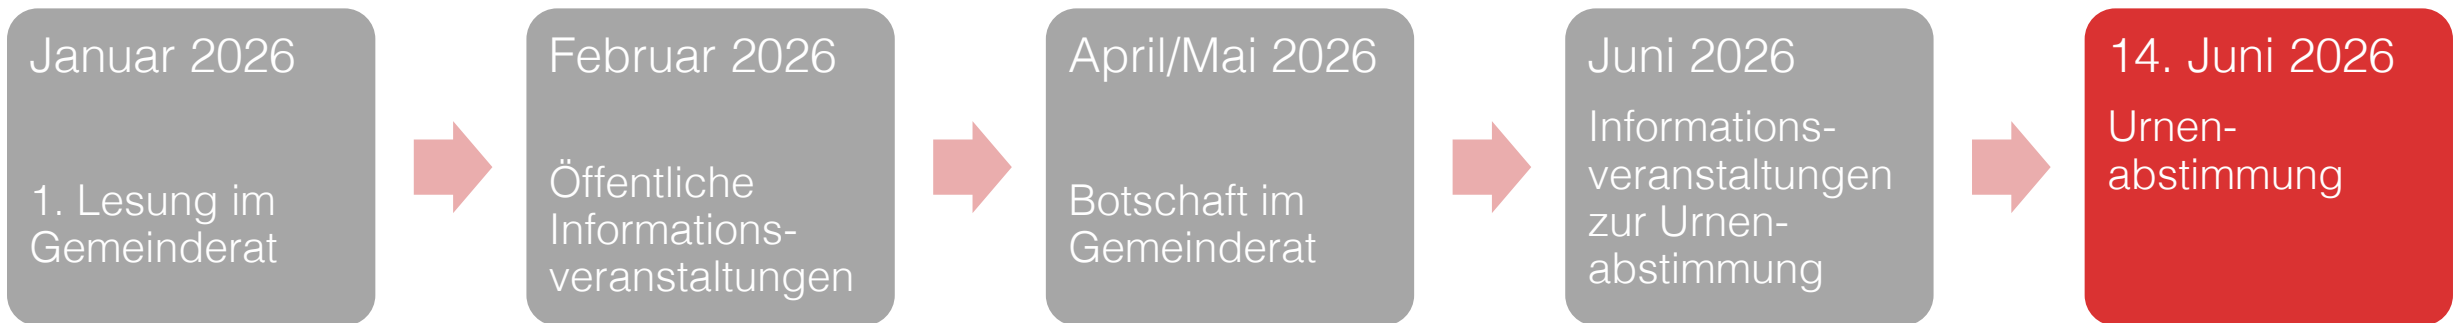 Januar 2026
1. Lesung im
Gemeinderat
Februar 2026
Öffentliche
Informations-
veranstaltungen
April/Mai 2026
Botschaft im
Gemeinderat
Juni 2026
Informations-
veranstaltungen
zur Urnen-
abstimmung
14. Juni 2026
Urnen-
abstimmung